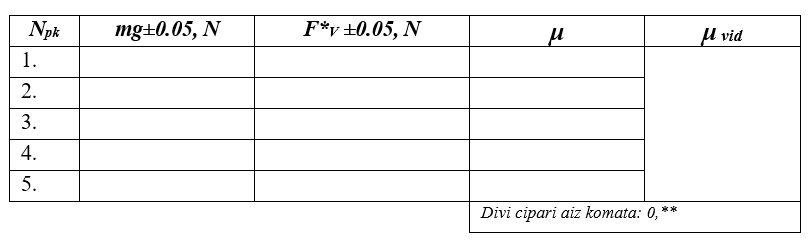 Npk mg±0.05, N F*V ±0.05, N μ μ vid
1.
2.
3.
4.
5.
Divi cipari aiz komata: 0,**